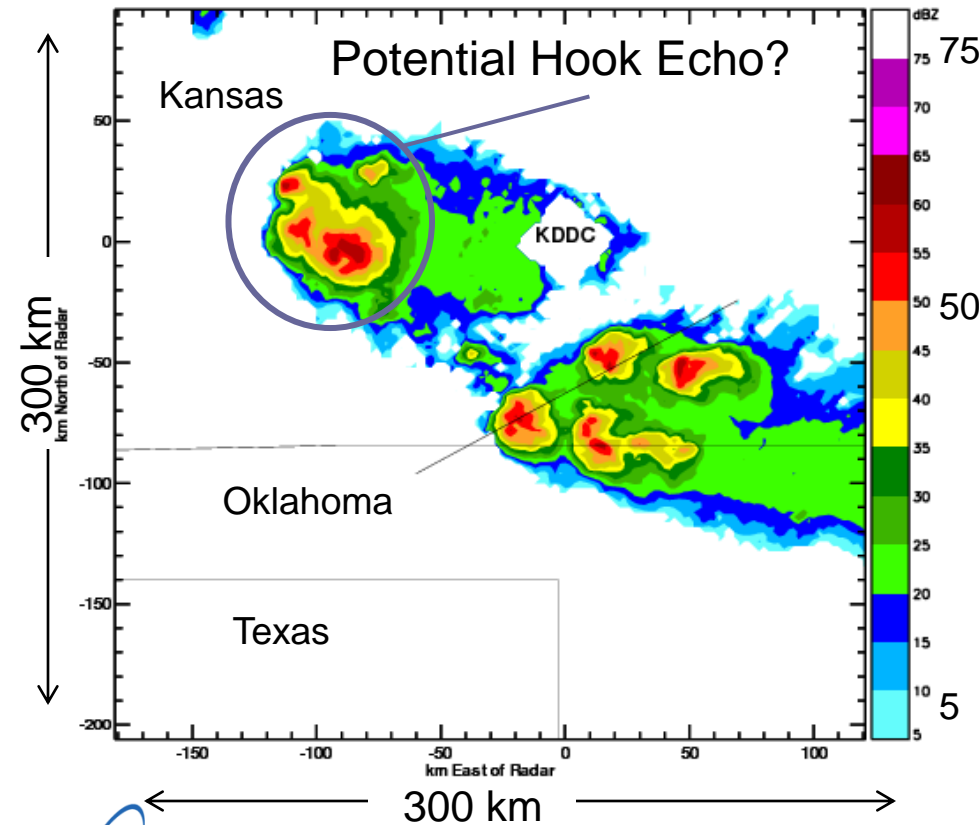 dBZ
75
Potential Hook Echo?
75
Kansas
70
65
60
50
55
KDDC
0
50
50
45
-50
40
35
Oklahoma
-100
30
25
20
-150
Texas
15
10
5
-200
5
-150 -100 -50 0 50 100
km East of Radar
300 km
300 km
km North of Radar